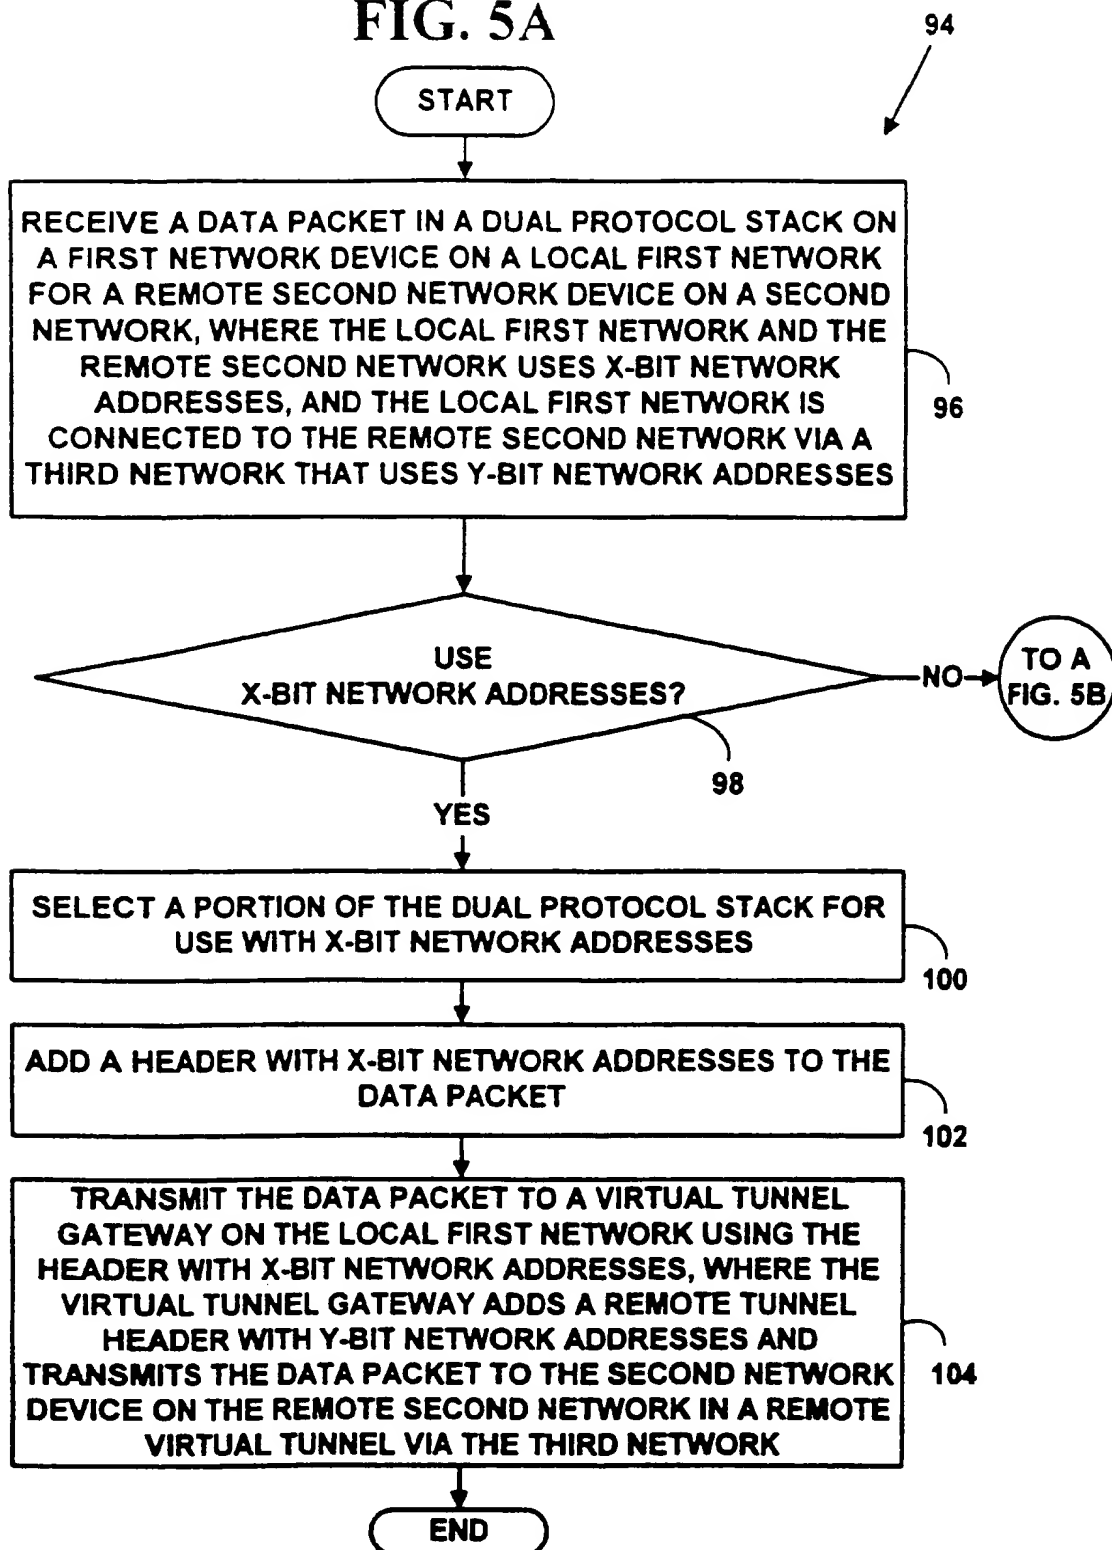 FIG. 5A
94
START
RECEIVE A DATA PACKET IN A DUAL PROTOCOL STACK ON
A FIRST NETWORK DEVICE ON A LOCAL FIRST NETWORK
FOR A REMOTE SECOND NETWORK DEVICE ON A SECOND
NETWORK, WHERE THE LOCAL FIRST NETWORK AND THE
REMOTE SECOND NETWORK USES X-BIT NETWORK
ADDRESSES, AND THE LOCAL FIRST NETWORK IS
CONNECTED TO THE REMOTE SECOND NETWORK VIA A
THIRD NETWORK THAT USES Y-BIT NETWORK ADDRESSES
96
USE
X-BIT NETWORK ADDRESSES?
NO
TO A
FIG. 5B
98
YES
SELECT A PORTION OF THE DUAL PROTOCOL STACK FOR
USE WITH X-BIT NETWORK ADDRESSES
100
ADD A HEADER WITH X-BIT NETWORK ADDRESSES TO THE
DATA PACKET
102
TRANSMIT THE DATA PACKET TO A VIRTUAL TUNNEL
GATEWAY ON THE LOCAL FIRST NETWORK USING THE
HEADER WITH X-BIT NETWORK ADDRESSES, WHERE THE
VIRTUAL TUNNEL GATEWAY ADDS A REMOTE TUNNEL
HEADER WITH Y-BIT NETWORK ADDRESSES AND
TRANSMITS THE DATA PACKET TO THE SECOND NETWORK
DEVICE ON THE REMOTE SECOND NETWORK IN A REMOTE
VIRTUAL TUNNEL VIA THE THIRD NETWORK
104
END